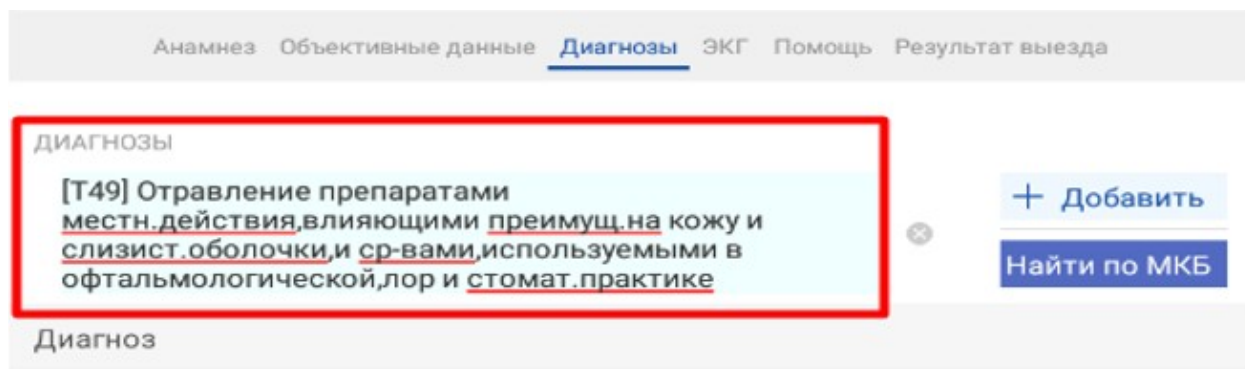 Анамнез Объективные данные Диагнозы ЭКГ Помощь Результат выезда
ДИАГНОЗЫ
[T49] Отравление препаратами
местн.действия,влияющими преимущ.на кожу и
слизист.оболочки,и ср-вами,используемыми в
офтальмологической,лор и стомат.практике
+ Добавить
Найти по МКБ
Диагноз